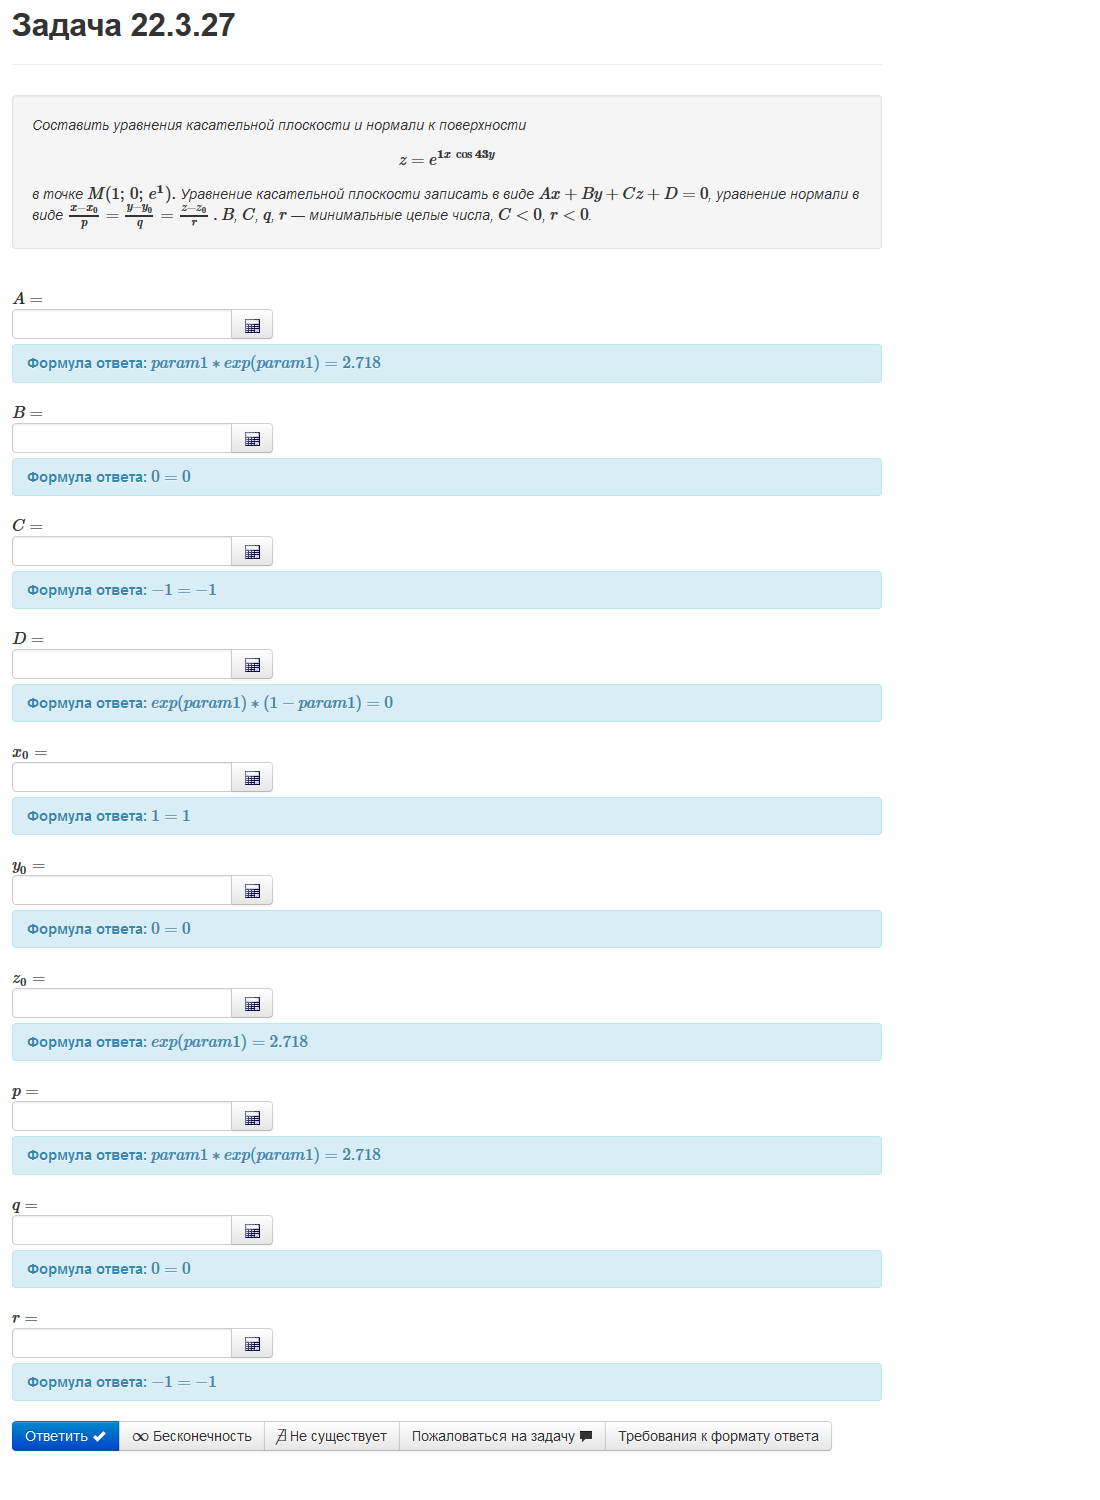 Задача 22.3.27
Составить уравнения касательной плоскости и нормали к поверхности
z = e^{1x cos 43y}
в точке M(1; 0; e^1). Уравнение касательной плоскости записать в виде Ax + By + Cz + D = 0, уравнение нормали в
виде \frac{x-x_0}{p} = \frac{y-y_0}{q} = \frac{z-z_0}{r} . B, C, q, r — минимальные целые числа, C < 0, r < 0.
A =
Формула ответа: param1 * exp(param1) = 2.718
B =
Формула ответа: 0 = 0
C =
Формула ответа: −1 = −1
D =
Формула ответа: exp(param1) * (1 − param1) = 0
x_0 =
Формула ответа: 1 = 1
y_0 =
Формула ответа: 0 = 0
z_0 =
Формула ответа: exp(param1) = 2.718
p =
Формула ответа: param1 * exp(param1) = 2.718
q =
Формула ответа: 0 = 0
r =
Формула ответа: −1 = −1
Ответить ✔ ∞ Бесконечность ∄ Не существует Пожаловаться на задачу Требования к формату ответа